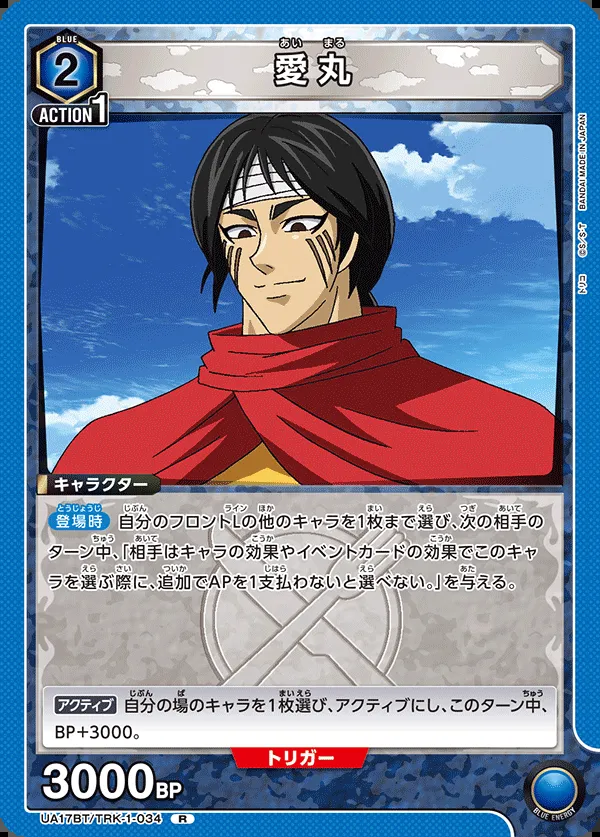 BLUE
2
ACTION 1
あい まる
愛丸
BANDAI MADE IN JAPAN
トリコ ©S/S･T
キャラクター
登場時 自分のフロントLの他のキャラを1枚まで選び、次の相手の
ターン中、「相手はキャラの効果やイベントカードの効果でこのキャ
ラを選ぶ際に、追加でAPを1支払わないと選べない。」を与える。
アクティブ 自分の場のキャラを1枚選び、アクティブにし、このターン中、
BP+3000。
トリガー
3000BP
BLUE ENERGY
UA17BT/TRK-1-034 R